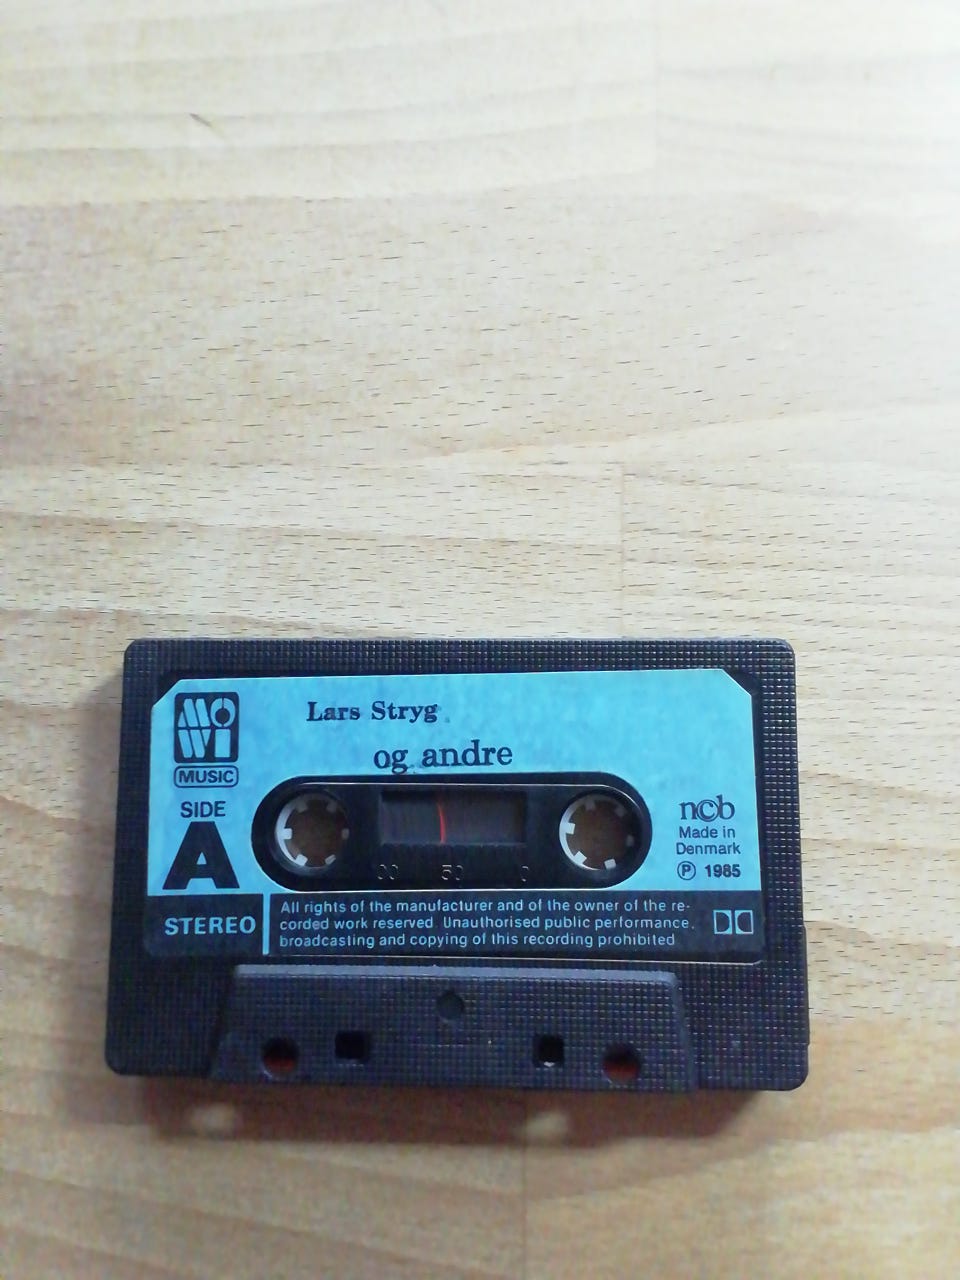 MOWI
MUSIC
Lars Stryg
og andre
SIDE
A
STEREO
00 50 0
ncb
Made in
Denmark
Ⓟ 1985
All rights of the manufacturer and of the owner of the re-
corded work reserved. Unauthorised public performance,
broadcasting and copying of this recording prohibited